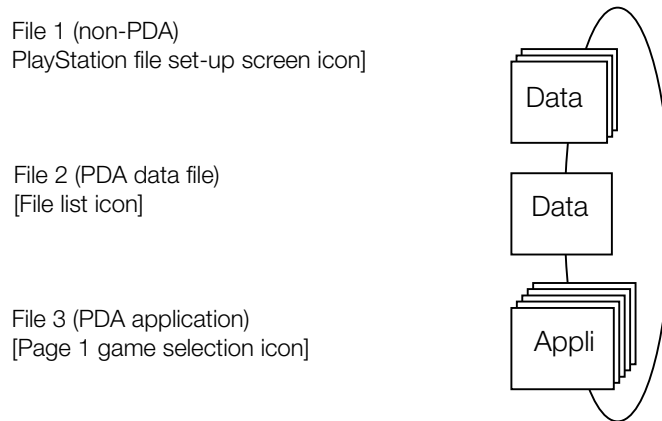 File 1 (non-PDA)
PlayStation file set-up screen icon]
Data
File 2 (PDA data file)
[File list icon]
Data
File 3 (PDA application)
[Page 1 game selection icon]
Appli